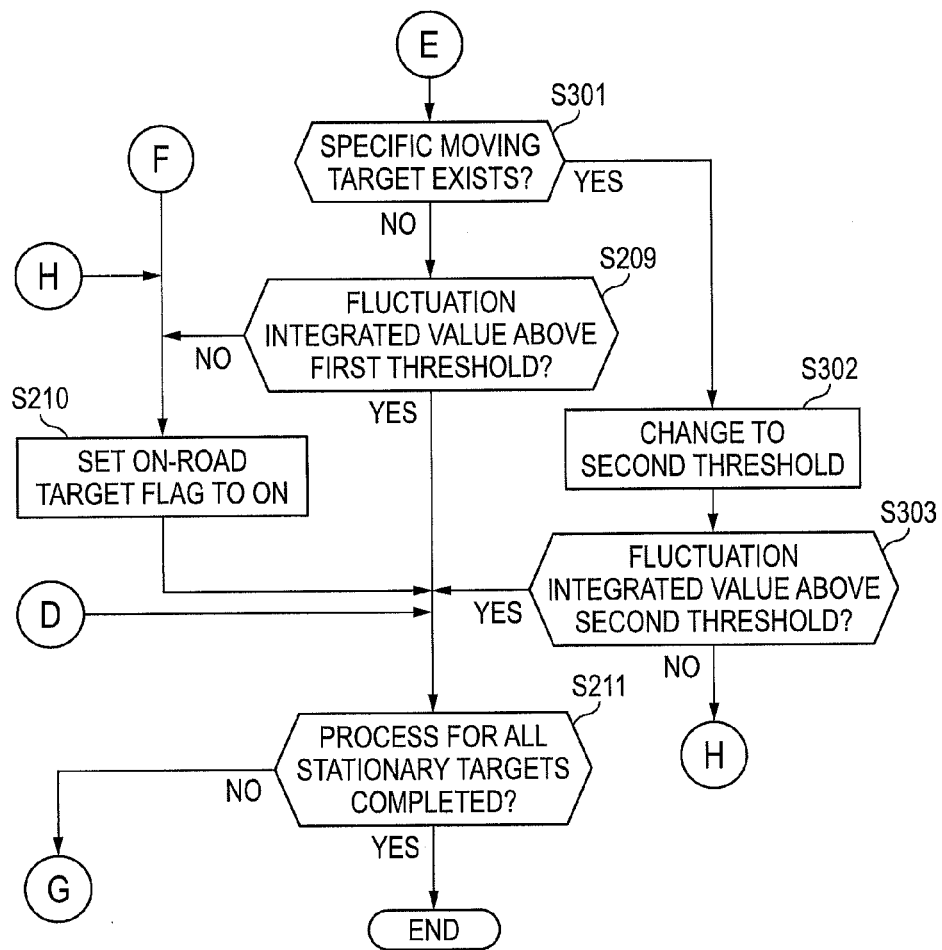 E
S301
SPECIFIC MOVING
TARGET EXISTS?
YES
NO
F
H
S209
FLUCTUATION
INTEGRATED VALUE ABOVE
FIRST THRESHOLD?
NO
YES
S210
SET ON-ROAD
TARGET FLAG TO ON
S302
CHANGE TO
SECOND THRESHOLD
S303
FLUCTUATION
INTEGRATED VALUE ABOVE
SECOND THRESHOLD?
YES
NO
D
H
S211
PROCESS FOR ALL
STATIONARY TARGETS
COMPLETED?
NO
YES
G
END